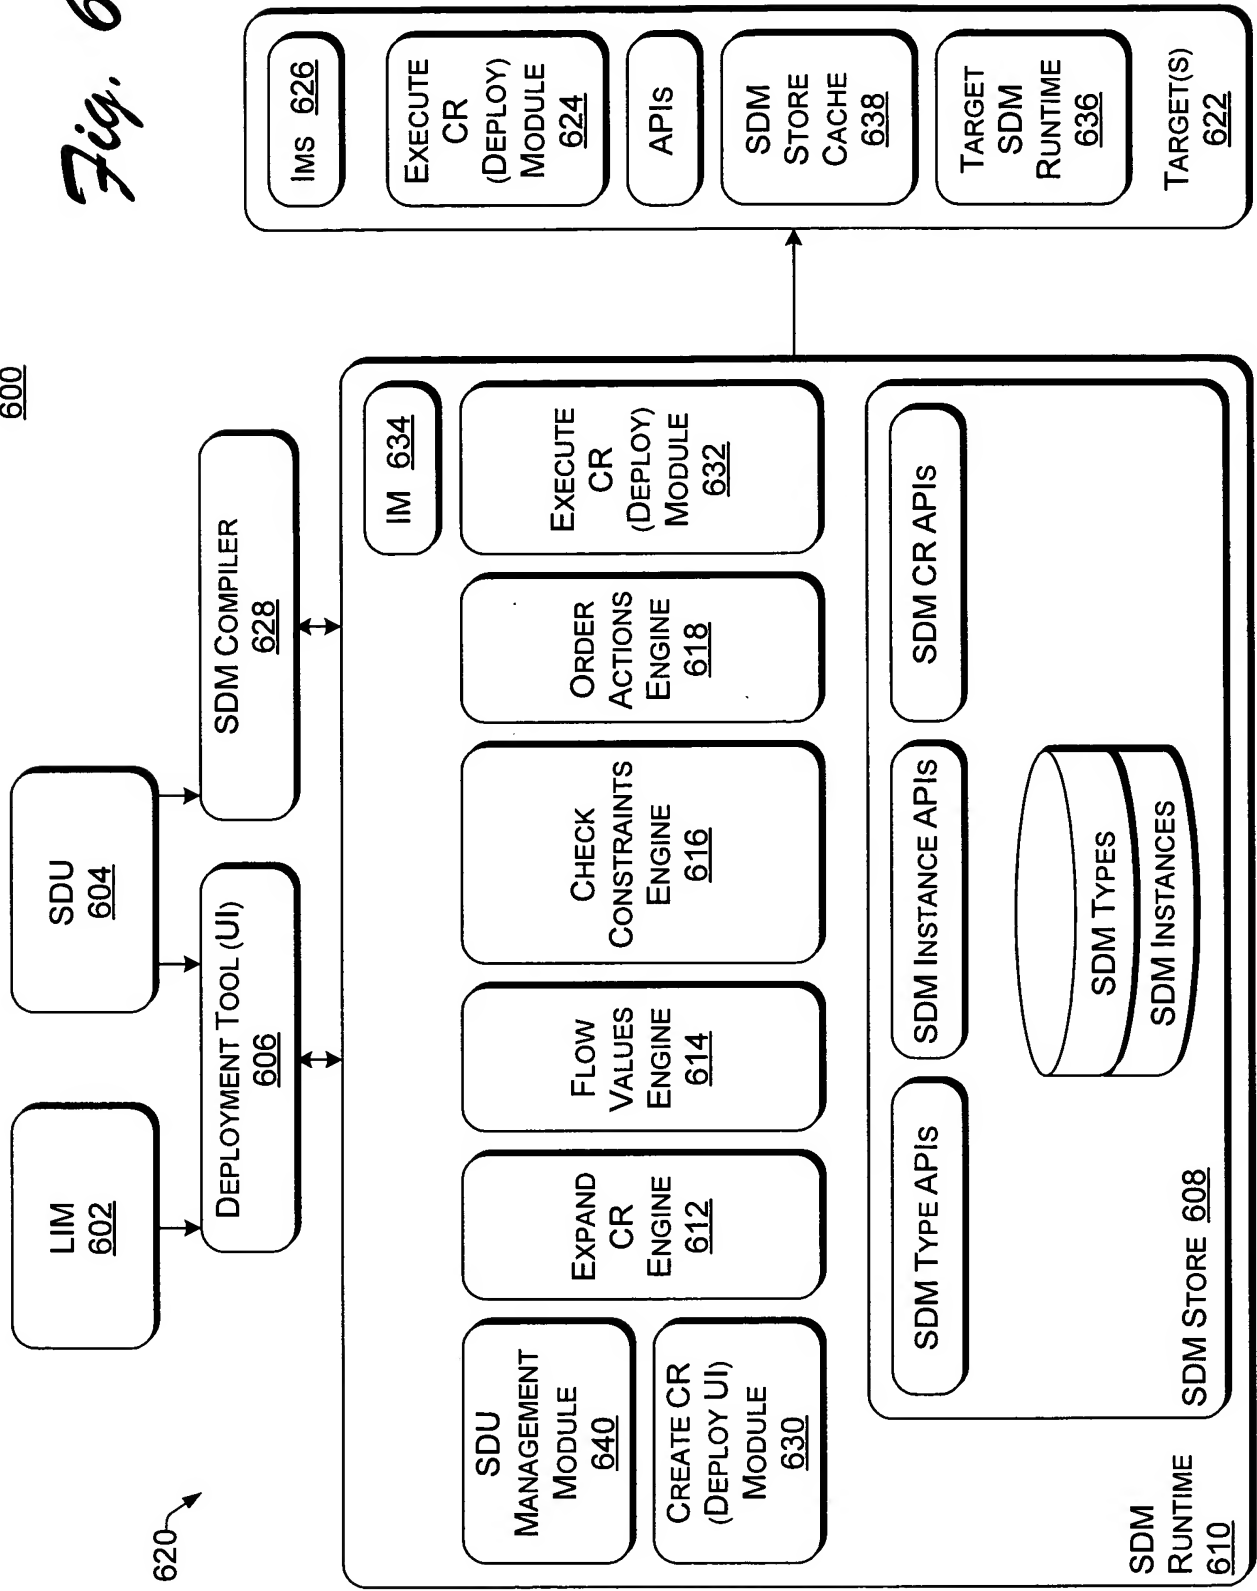 Fig. 6
600
LIM
602
SDU
604
DEPLOYMENT TOOL (UI)
606
SDM COMPILER
628
620
IM 634
SDU
MANAGEMENT
MODULE
640
CREATE CR
(DEPLOY UI)
MODULE
630
EXPAND
CR
ENGINE
612
FLOW
VALUES
ENGINE
614
CHECK
CONSTRAINTS
ENGINE
616
ORDER
ACTIONS
ENGINE
618
EXECUTE
CR
(DEPLOY)
MODULE
632
SDM TYPE APIS
SDM INSTANCE APIS
SDM CR APIS
SDM TYPES
SDM INSTANCES
SDM STORE 608
SDM
RUNTIME
610
IMS 626
EXECUTE
CR
(DEPLOY)
MODULE
624
APIS
SDM
STORE
CACHE
638
TARGET
SDM
RUNTIME
636
TARGET(S)
622